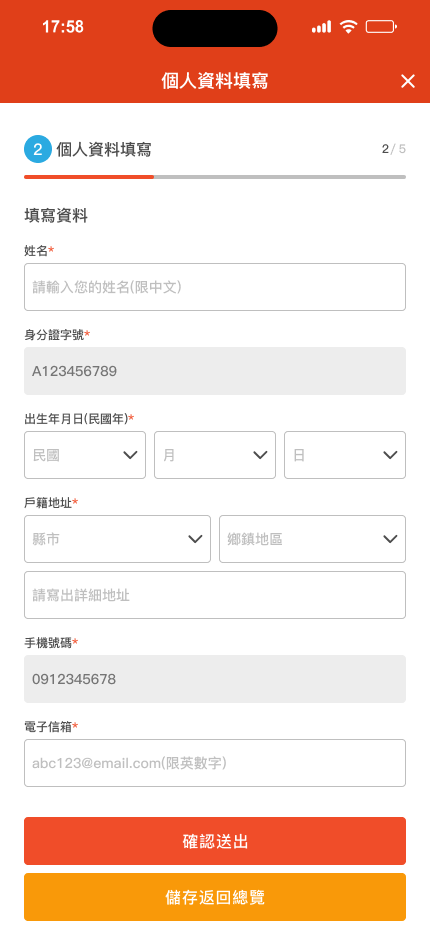 17:58
個人資料填寫
2 個人資料填寫 2 / 5
填寫資料
姓名*
請輸入您的姓名(限中文)
身分證字號*
A123456789
出生年月日(民國年)*
民國 月 日
戶籍地址*
縣市 鄉鎮地區
請寫出詳細地址
手機號碼*
0912345678
電子信箱*
abc123@email.com(限英數字)
確認送出
儲存返回總覽